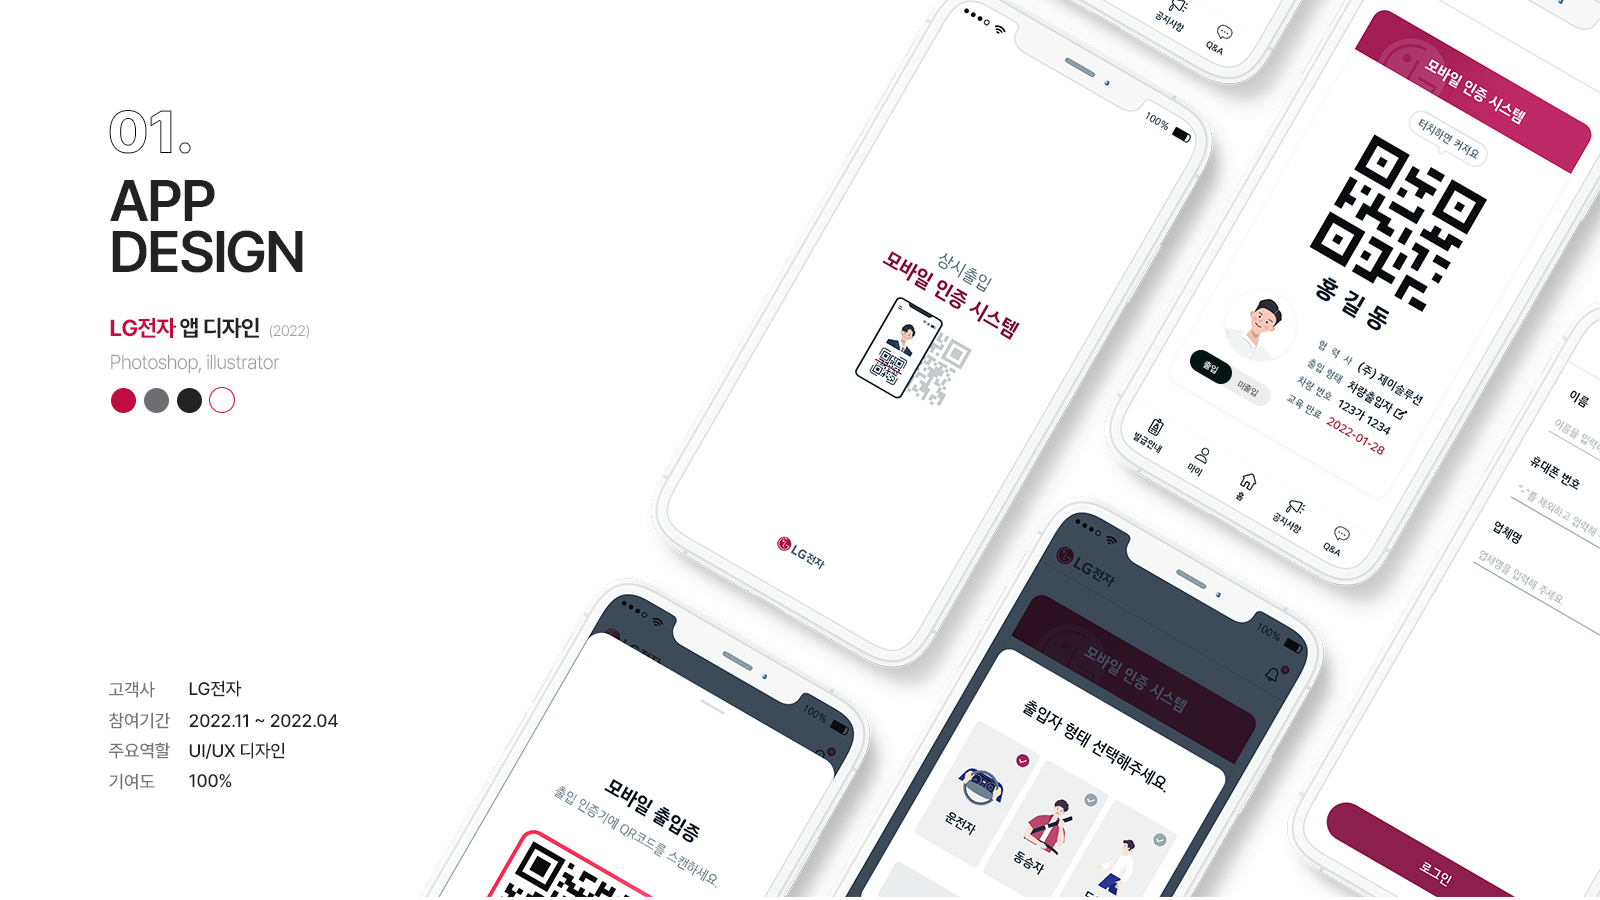 01.
APP
DESIGN
LG전자 앱 디자인 (2022)
Photoshop, illustrator
고객사 LG전자
참여기간 2022.11 ~ 2022.04
주요역할 UI/UX 디자인
기여도 100%
공지사항
Q&A
100%
상시출입
모바일 인증 시스템
LG전자
모바일 인증 시스템
터치하면 커져요
홍길동
협력사 (주) 제미솔루션
출입 형태 차량출입자
차량 번호 123가 1234
교육 만료 2022-01-28
출입
미출입
발급안내
마이
홈
공지사항
Q&A
이름
이름을 입력
휴대폰 번호
"-"를 제외하고 입력해
업체명
업체명을 입력해 주세요.
로그인
LG전자
100%
모바일 출입증
출입 인증기에 QR코드를 스캔하세요.
LG전자
100%
모바일 인증 시스템
출입자 형태 선택해주세요.
운전자
동승자